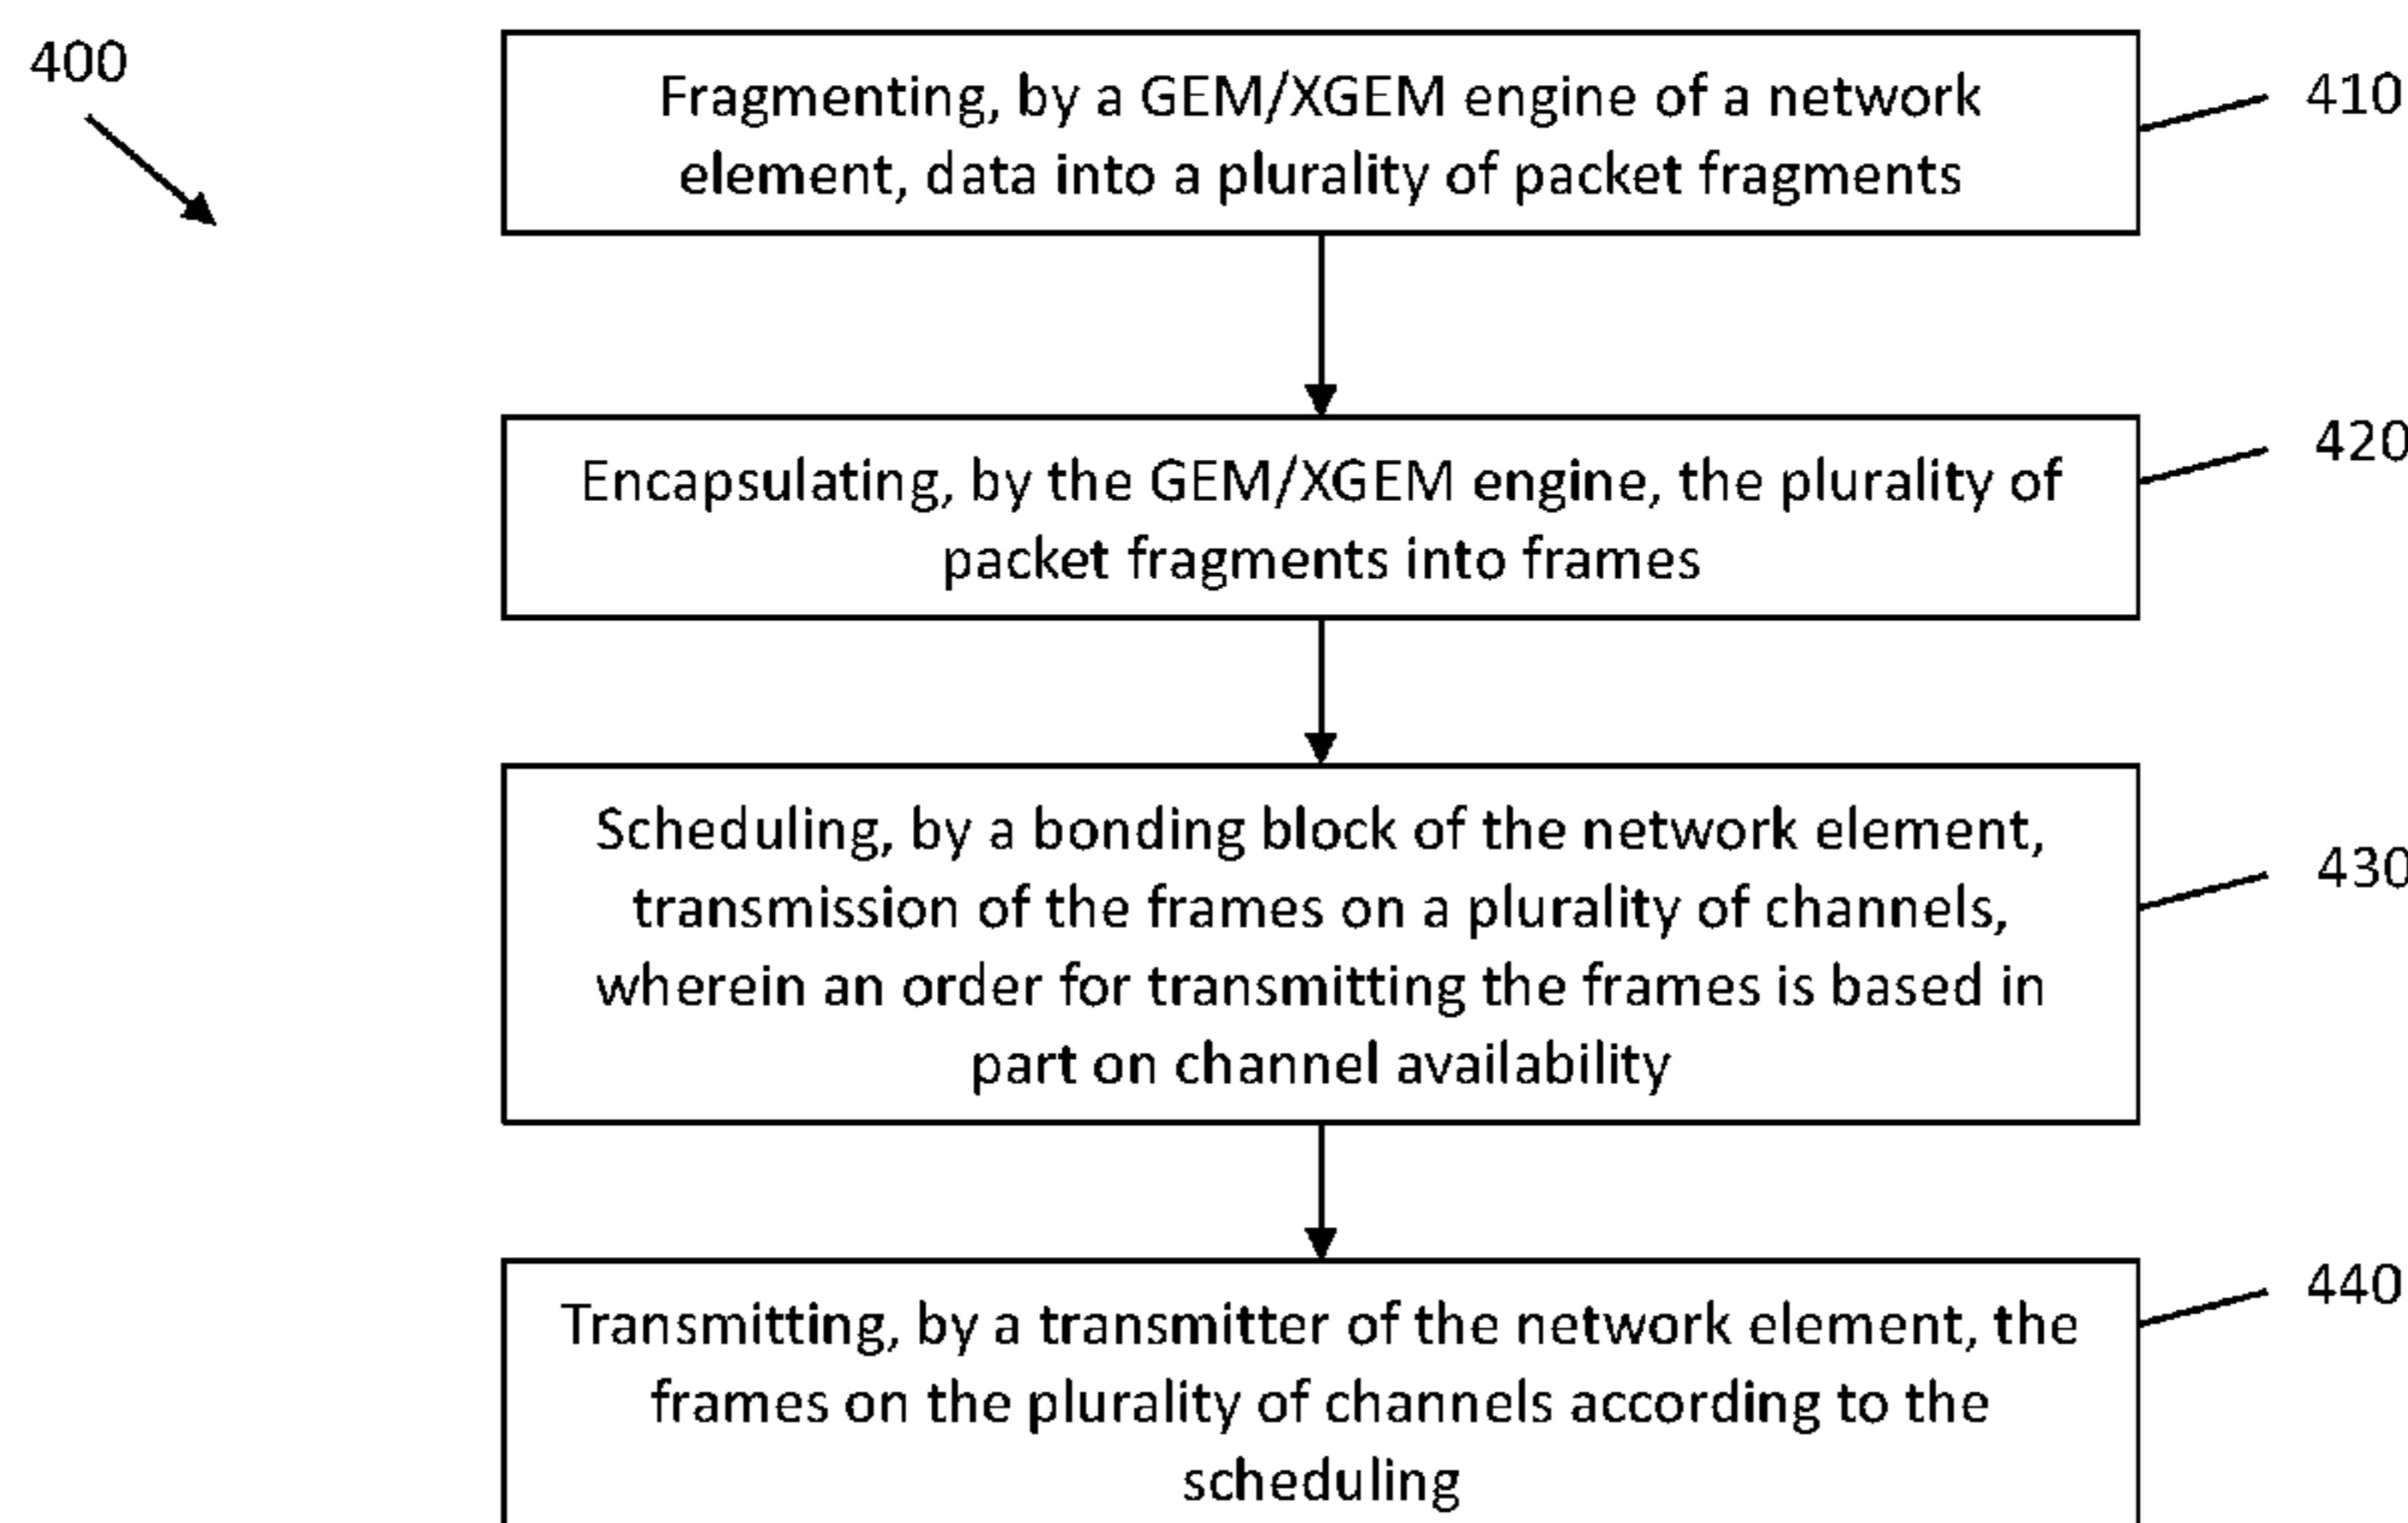 400
Fragmenting, by a GEM/XGEM engine of a network
element, data into a plurality of packet fragments
410
Encapsulating, by the GEM/XGEM engine, the plurality of
packet fragments into frames
420
Scheduling, by a bonding block of the network element,
transmission of the frames on a plurality of channels,
wherein an order for transmitting the frames is based in
part on channel availability
430
Transmitting, by a transmitter of the network element, the
frames on the plurality of channels according to the
scheduling
440